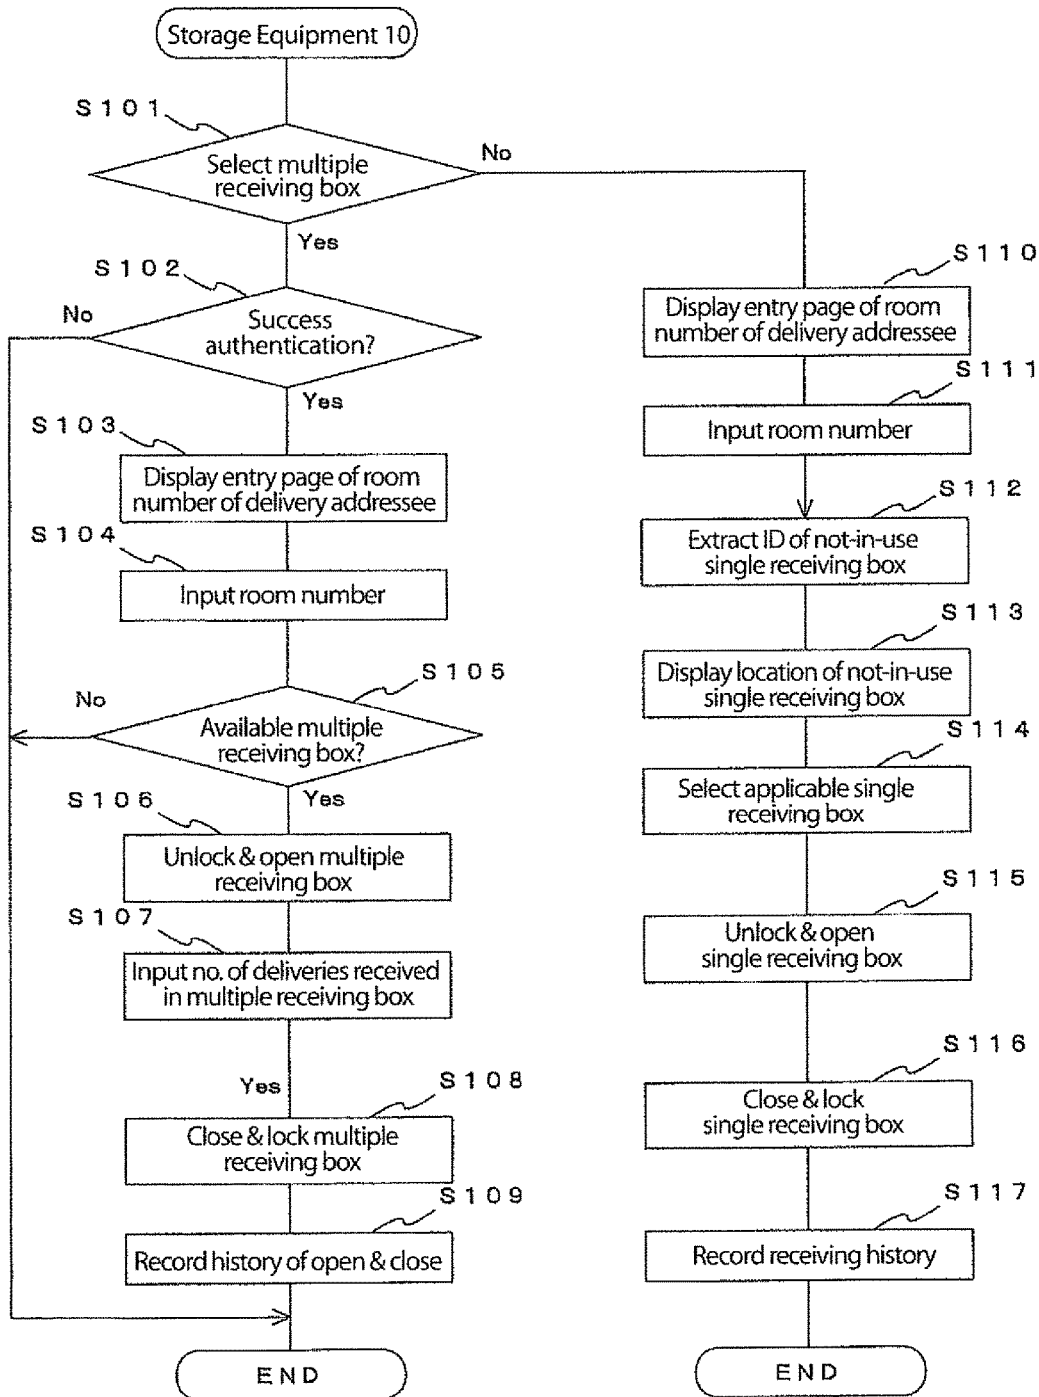 Storage Equipment 10
S101
Select multiple
receiving box
No
Yes
S102
No
Success
authentication?
Yes
S103
Display entry page of room
number of delivery addressee
S104
Input room number
S105
No
Available multiple
receiving box?
Yes
S106
Unlock & open multiple
receiving box
S107
Input no. of deliveries received
in multiple receiving box
Yes
S108
Close & lock multiple
receiving box
S109
Record history of open & close
END
S110
Display entry page of room
number of delivery addressee
S111
Input room number
S112
Extract ID of not-in-use
single receiving box
S113
Display location of not-in-use
single receiving box
S114
Select applicable single
receiving box
S115
Unlock & open
single receiving box
S116
Close & lock
single receiving box
S117
Record receiving history
END